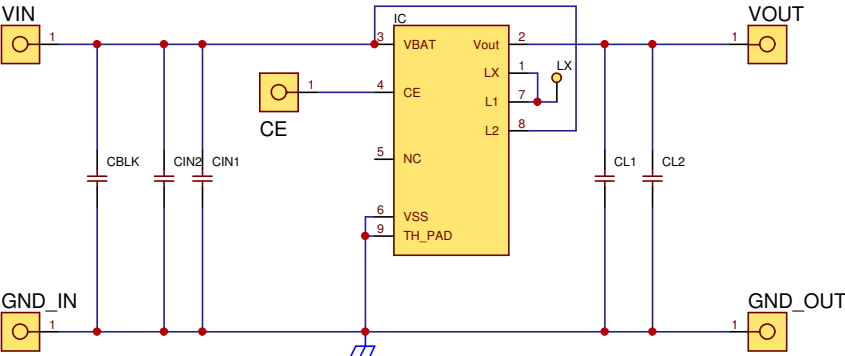 VIN
IC
VOUT
1
3 VBAT
Vout 2
1
LX 1
LX
1
4 CE
L1 7
CE
L2 8
CBLK
CIN2
CIN1
5 NC
CL1
CL2
6 VSS
9 TH_PAD
GND_IN
GND_OUT
1
1